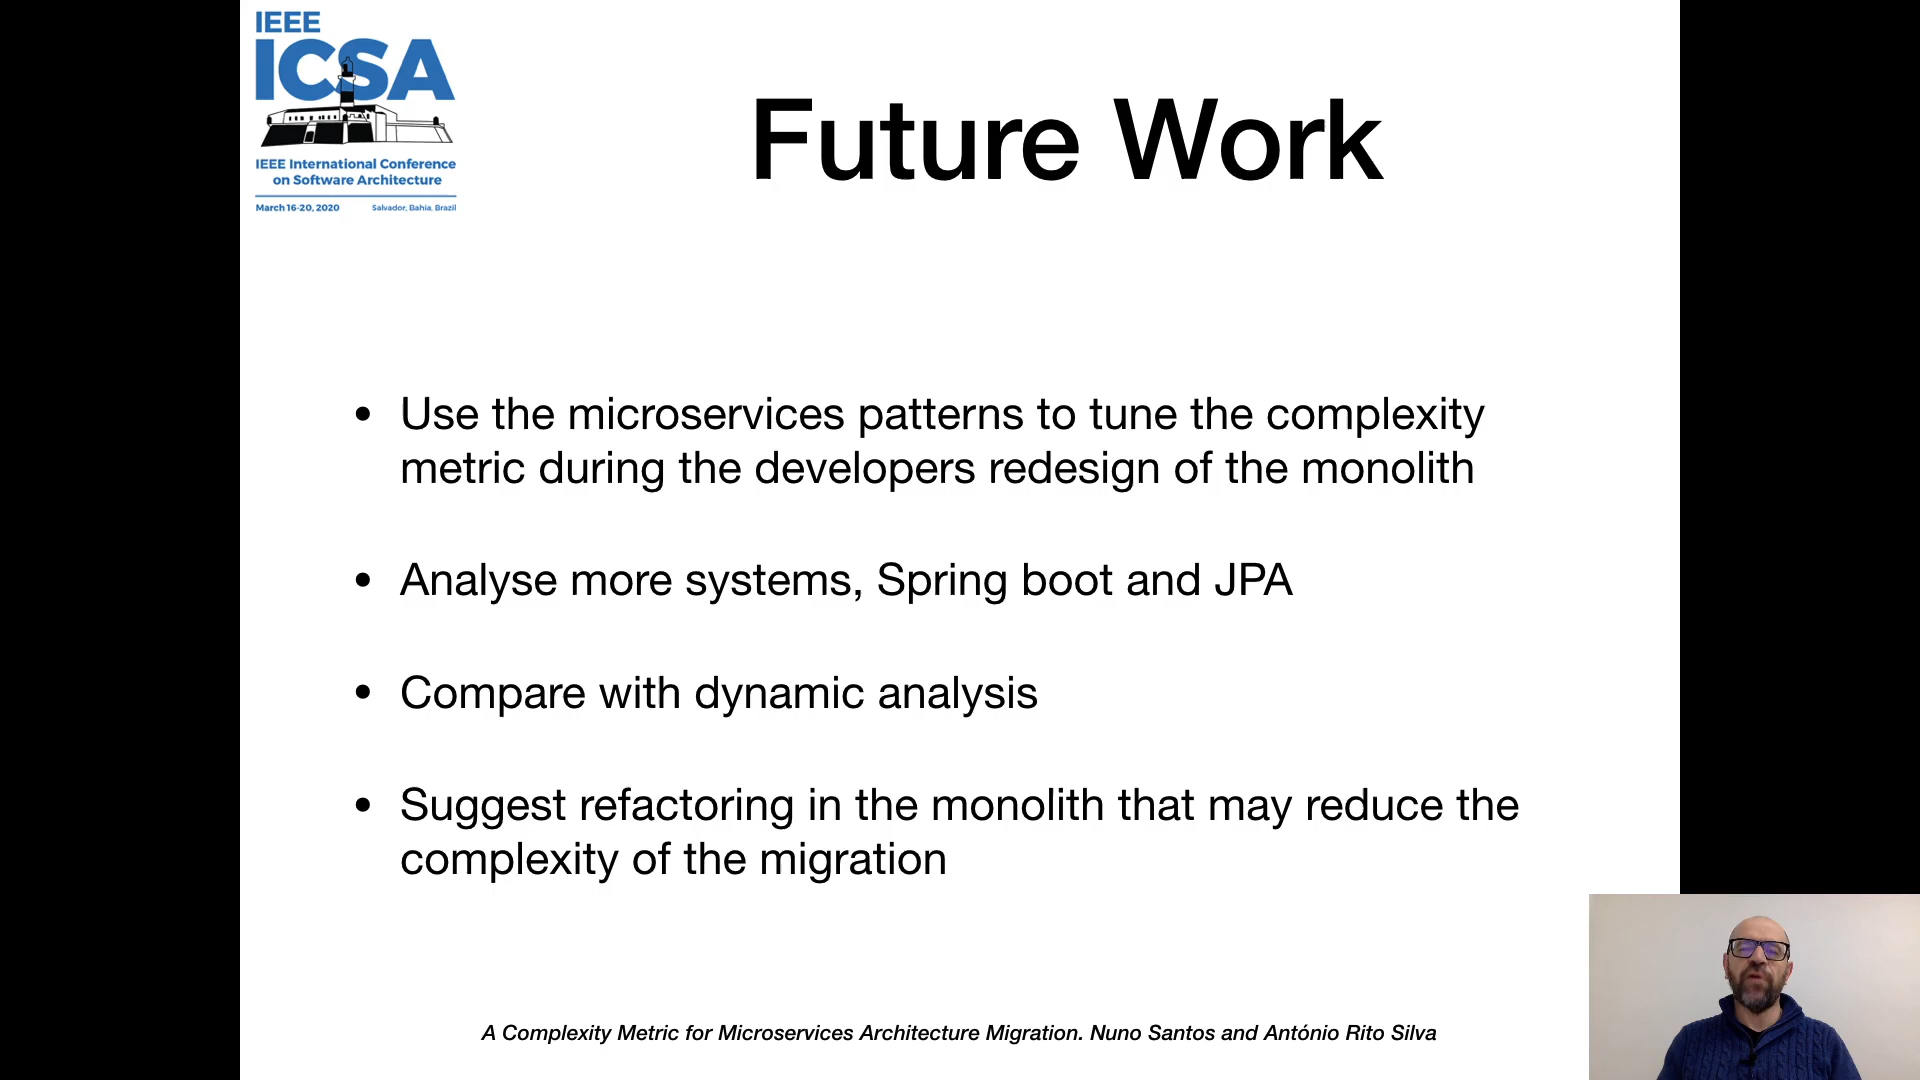 IEEE
ICSA
IEEE International Conference
on Software Architecture
March 16-20, 2020 Salvador, Bahia, Brazil
Future Work
• Use the microservices patterns to tune the complexity
metric during the developers redesign of the monolith
• Analyse more systems, Spring boot and JPA
• Compare with dynamic analysis
• Suggest refactoring in the monolith that may reduce the
complexity of the migration
A Complexity Metric for Microservices Architecture Migration. Nuno Santos and António Rito Silva